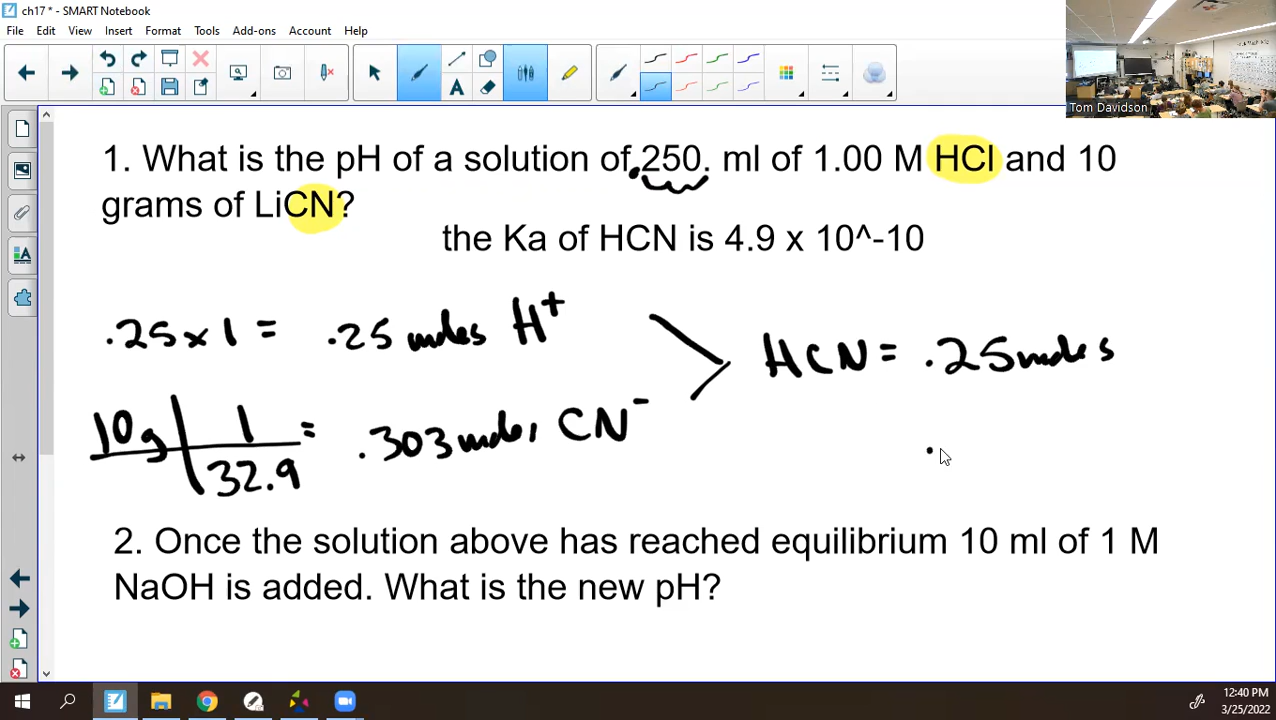 ch17 * - SMART Notebook
File Edit View Insert Format Tools Add-ons Account Help
A
Tom Davidson
1. What is the pH of a solution of .250. ml of 1.00 M HCl and 10
grams of LiCN?
the Ka of HCN is 4.9 x 10^-10
.25 x 1 = .25 moles H+
HCN = .25 moles
10g | 1 = .303 moles CN-
32.9
.
2. Once the solution above has reached equilibrium 10 ml of 1 M
NaOH is added. What is the new pH?
12:40 PM
3/25/2022